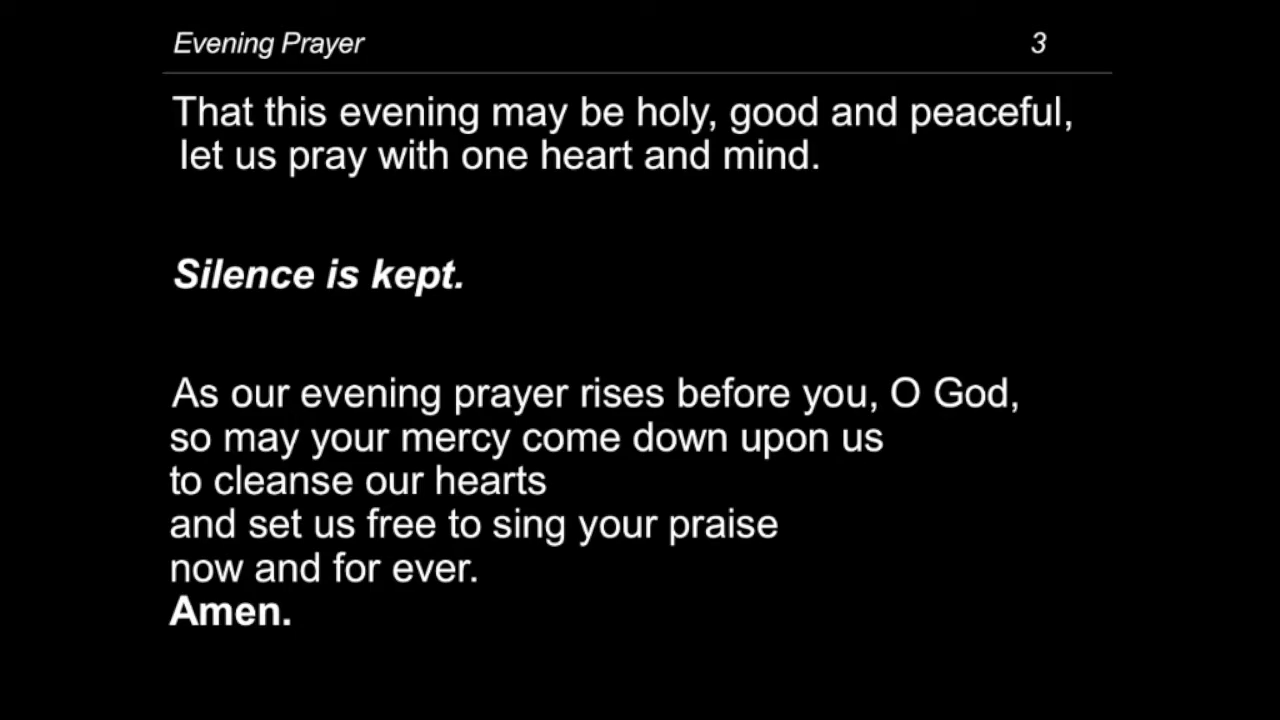 Evening Prayer 3
That this evening may be holy, good and peaceful,
let us pray with one heart and mind.
Silence is kept.
As our evening prayer rises before you, O God,
so may your mercy come down upon us
to cleanse our hearts
and set us free to sing your praise
now and for ever.
Amen.